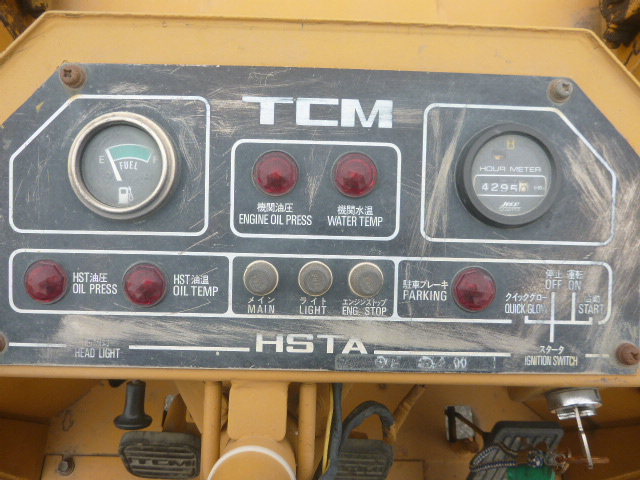 TCM
E
F
FUEL
HOUR METER
4295
機関油圧
ENGINE OIL PRESS
機関水温
WATER TEMP
HST油圧
OIL PRESS
HST油温
OIL TEMP
メイン
MAIN
ライト
LIGHT
エンジンストップ
ENG. STOP
駐車ブレーキ
PARKING
停止
OFF
運転
ON
クイックグロー
QUICK GLOW
START
スタータ
IGNITION SWITCH
HEAD LIGHT
HSTA
TCM